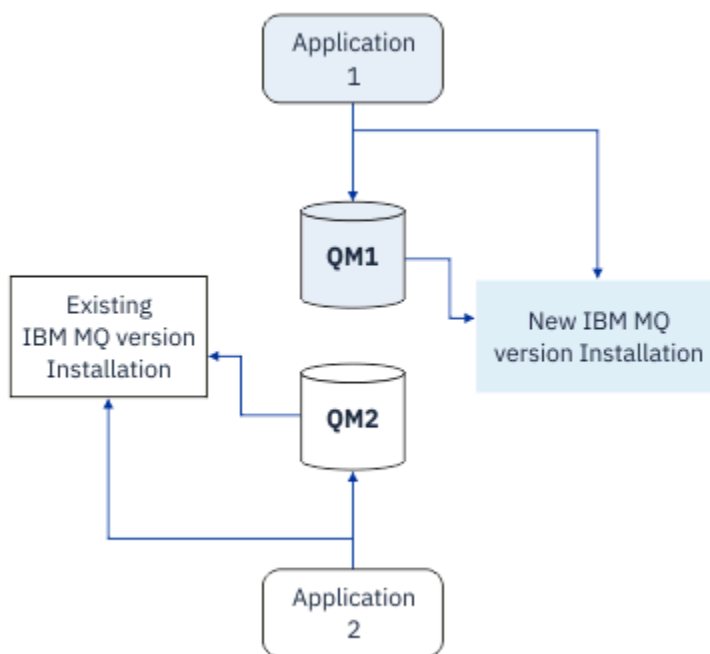 Application
1
QM1
Existing
IBM MQ version
Installation
New IBM MQ
version Installation
QM2
Application
2